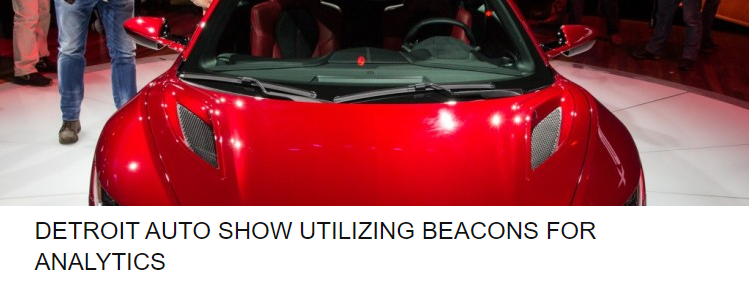 DETROIT AUTO SHOW UTILIZING BEACONS FOR
ANALYTICS